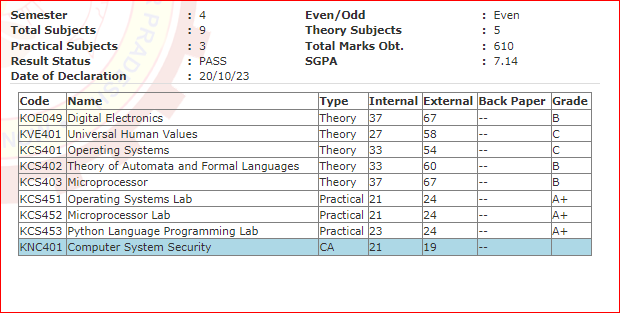 Semester : 4 Even/Odd : Even
Total Subjects : 9 Theory Subjects : 5
Practical Subjects : 3 Total Marks Obt. : 610
Result Status : PASS SGPA : 7.14
Date of Declaration : 20/10/23
Code Name Type Internal External Back Paper Grade
KOE049 Digital Electronics Theory 37 67 -- B
KVE401 Universal Human Values Theory 27 58 -- C
KCS401 Operating Systems Theory 33 54 -- C
KCS402 Theory of Automata and Formal Languages Theory 33 60 -- B
KCS403 Microprocessor Theory 37 67 -- B
KCS451 Operating Systems Lab Practical 21 24 -- A+
KCS452 Microprocessor Lab Practical 21 24 -- A+
KCS453 Python Language Programming Lab Practical 23 24 -- A+
KNC401 Computer System Security CA 21 19 --
PRADESH